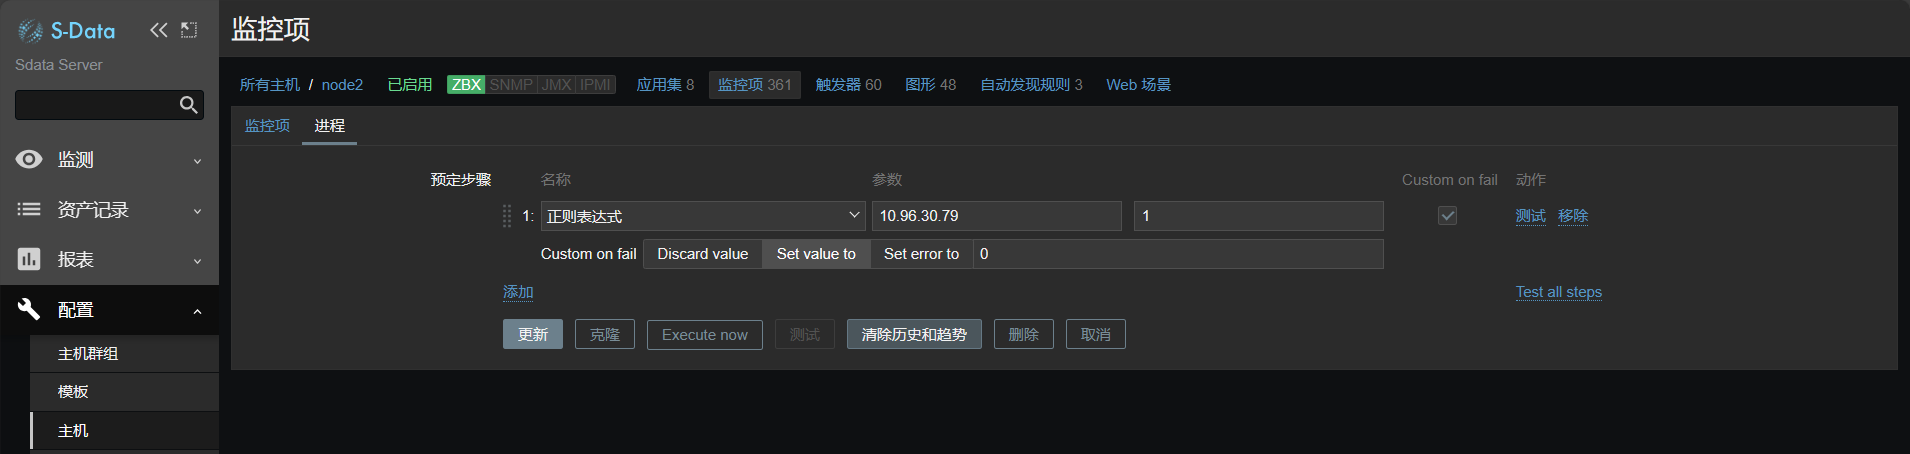 S-Data
Sdata Server
监测
资产记录
报表
配置
主机群组
模板
主机
监控项
所有主机 / node2 已启用 ZBX SNMP JMX IPMI 应用集 8 监控项 361 触发器 60 图形 48 自动发现规则 3 Web 场景
监控项 进程
预定步骤 名称 参数 Custom on fail 动作
1: 正则表达式 10.96.30.79 1 测试 移除
Custom on fail Discard value Set value to Set error to 0
添加 Test all steps
更新 克隆 Execute now 测试 清除历史和趋势 删除 取消